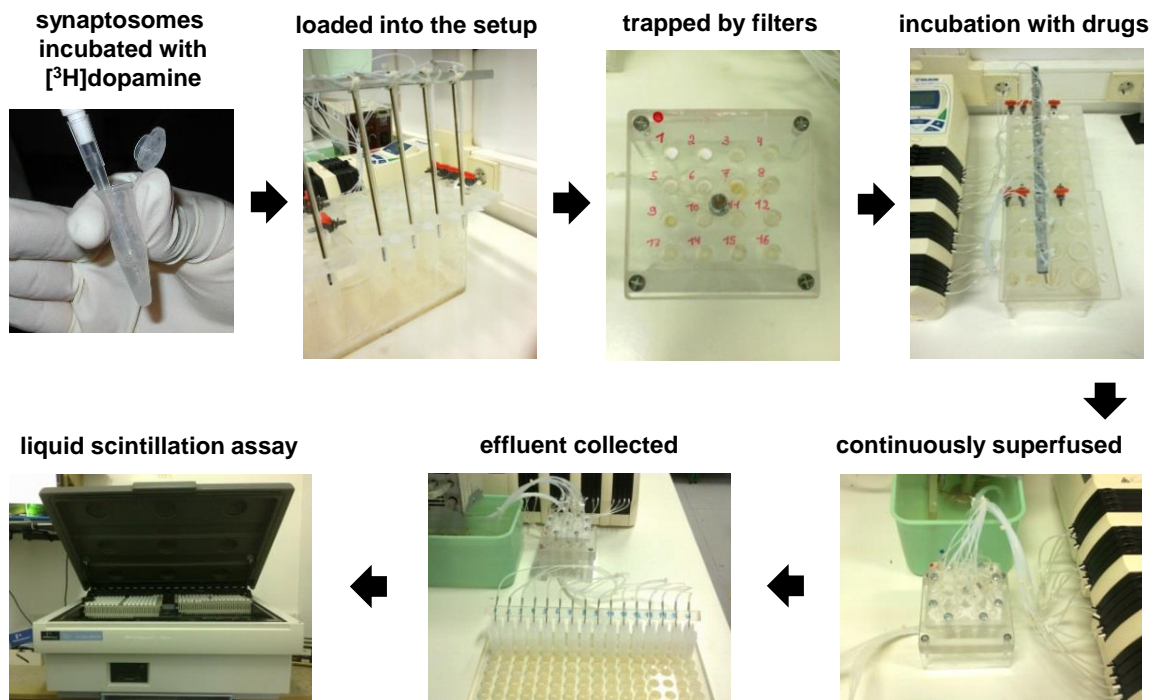 synaptosomes
incubated with
[³H]dopamine
loaded into the setup
trapped by filters
incubation with drugs
1 2 3 4
5 6 7 8
9 10 11 12
13 14 15 16
liquid scintillation assay
effluent collected
continuously superfused